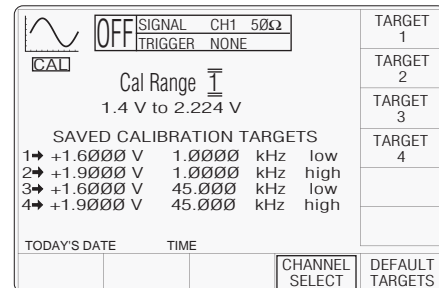 OFF SIGNAL CH1 5ØΩ
TRIGGER NONE
CAL
Cal Range 1
1.4 V to 2.224 V
SAVED CALIBRATION TARGETS
1➔ +1.6ØØØ V 1.ØØØØ kHz low
2➔ +1.9ØØØ V 1.ØØØØ kHz high
3➔ +1.6ØØØ V 45.ØØØ kHz low
4➔ +1.9ØØØ V 45.ØØØ kHz high
TODAY'S DATE TIME
TARGET
1
TARGET
2
TARGET
3
TARGET
4
CHANNEL
SELECT
DEFAULT
TARGETS